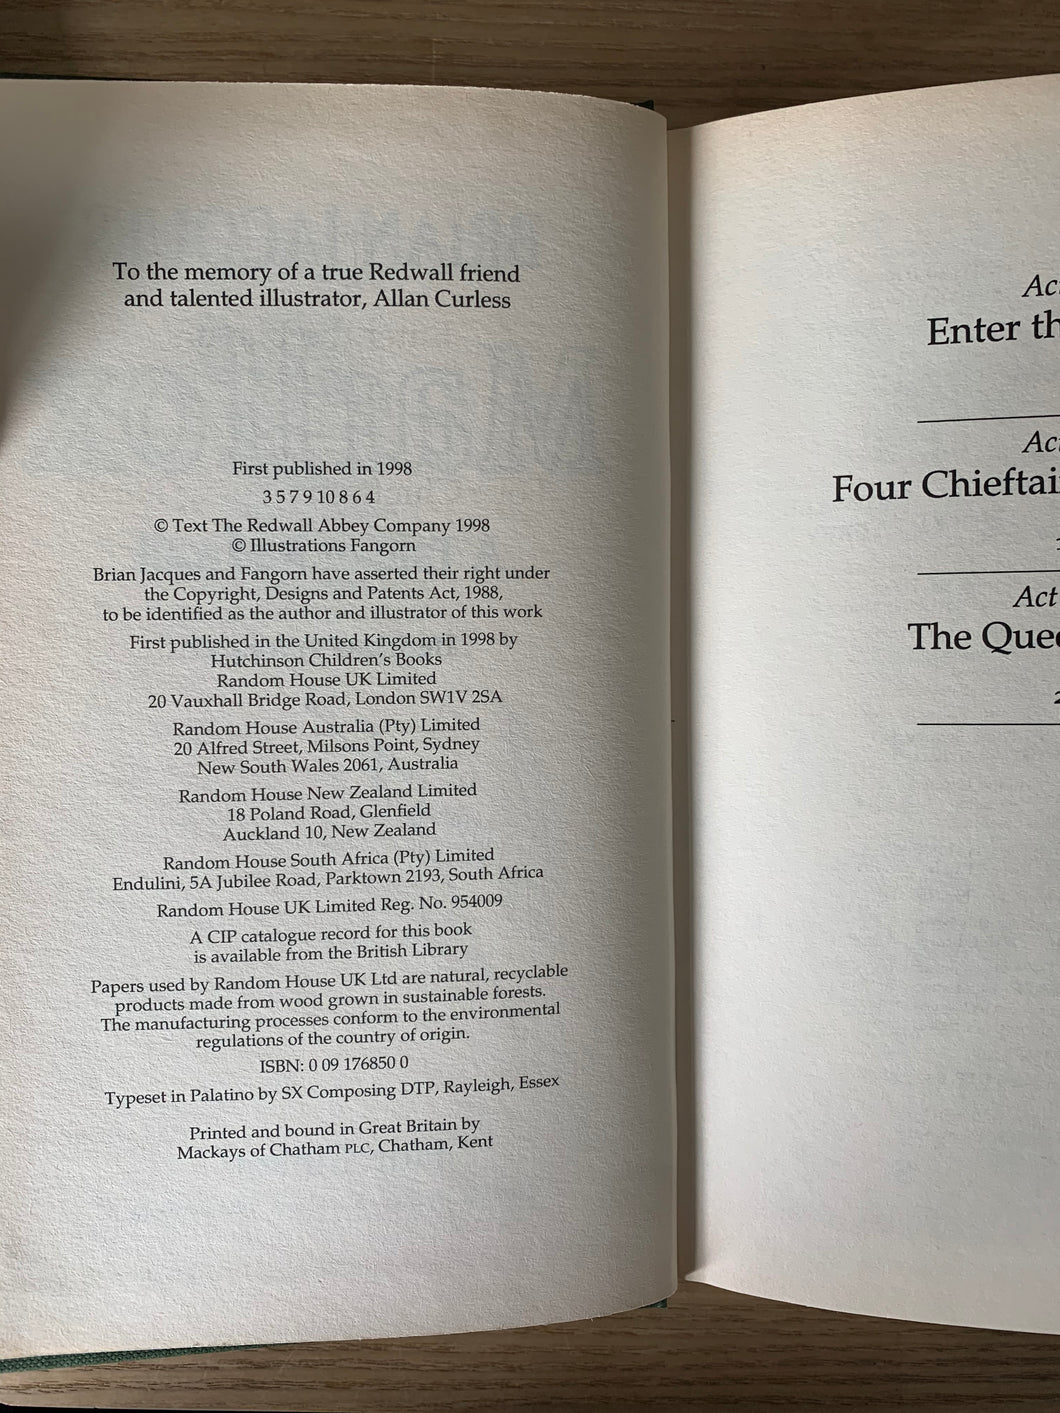 To the memory of a true Redwall friend
and talented illustrator, Allan Curless
First published in 1998
3 5 7 9 10 8 6 4
© Text The Redwall Abbey Company 1998
© Illustrations Fangorn
Brian Jacques and Fangorn have asserted their right under
the Copyright, Designs and Patents Act, 1988,
to be identified as the author and illustrator of this work
First published in the United Kingdom in 1998 by
Hutchinson Children's Books
Random House UK Limited
20 Vauxhall Bridge Road, London SW1V 2SA
Random House Australia (Pty) Limited
20 Alfred Street, Milsons Point, Sydney
New South Wales 2061, Australia
Random House New Zealand Limited
18 Poland Road, Glenfield
Auckland 10, New Zealand
Random House South Africa (Pty) Limited
Endulini, 5A Jubilee Road, Parktown 2193, South Africa
Random House UK Limited Reg. No. 954009
A CIP catalogue record for this book
is available from the British Library
Papers used by Random House UK Ltd are natural, recyclable
products made from wood grown in sustainable forests.
The manufacturing processes conform to the environmental
regulations of the country of origin.
ISBN: 0 09 176850 0
Typeset in Palatino by SX Composing DTP, Rayleigh, Essex
Printed and bound in Great Britain by
Mackays of Chatham PLC, Chatham, Kent
Enter
Four
Act
The